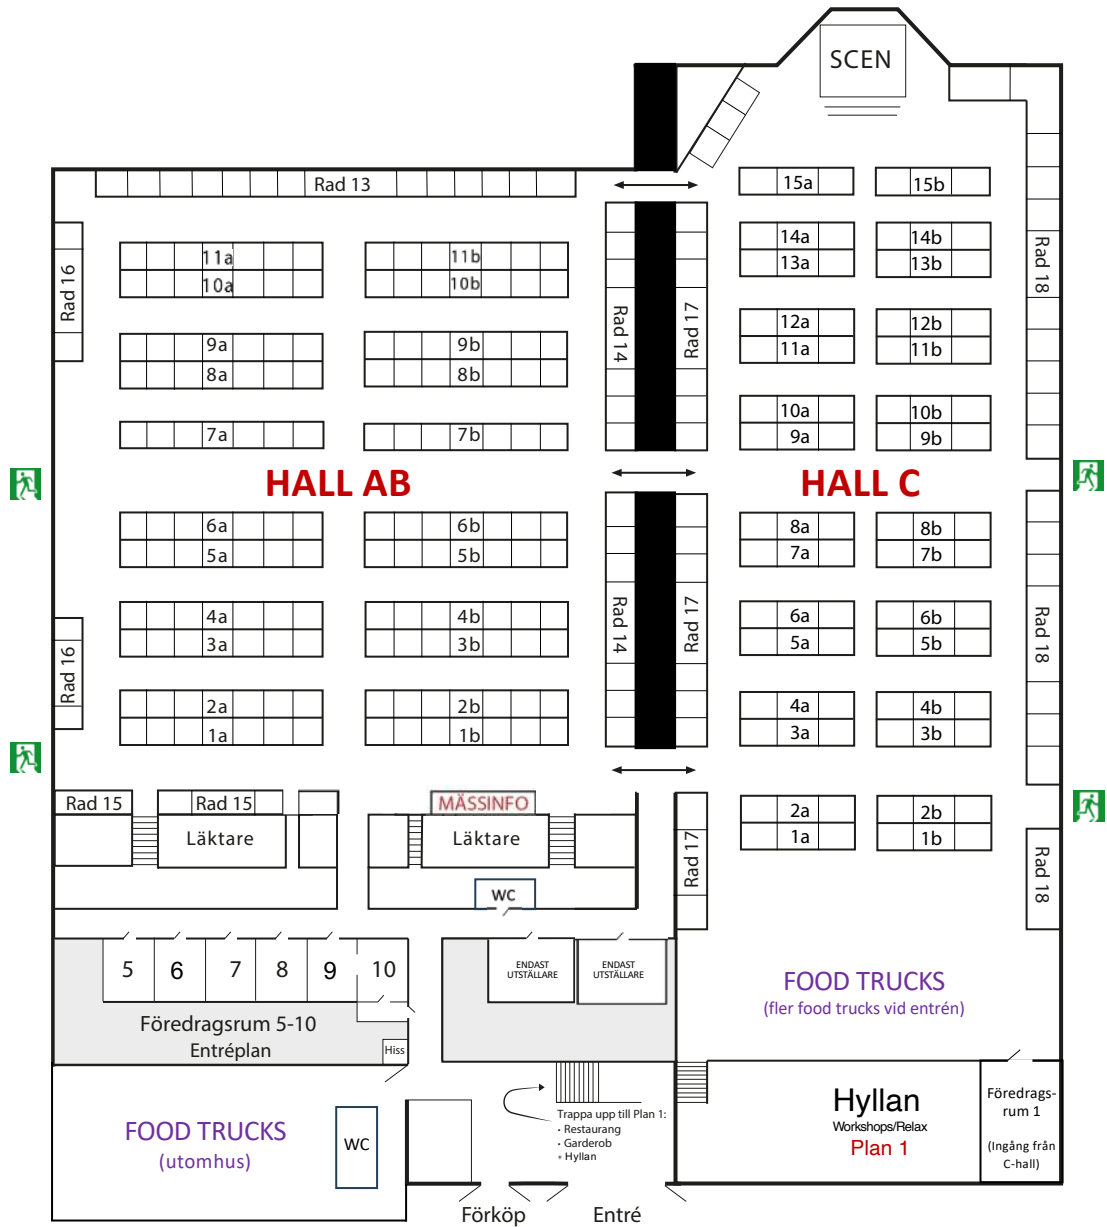 SCEN
Rad 13
Rad 16
11a
10a
11b
10b
9a
8a
9b
8b
7a
7b
Rad 14
Rad 17
15a
15b
14a
13a
14b
13b
12a
11a
12b
11b
10a
9a
10b
9b
Rad 18
HALL AB
HALL C
6a
5a
6b
5b
4a
3a
4b
3b
2a
1a
2b
1b
Rad 16
Rad 14
Rad 17
8a
7a
8b
7b
6a
5a
6b
5b
4a
3a
4b
3b
2a
1a
2b
1b
Rad 18
Rad 15
Rad 15
MÄSSINFO
Läktare
Läktare
WC
Rad 17
Rad 18
5
6
7
8
9
10
Föredragsrum 5-10
Entréplan
Hiss
ENDAST
UTSTÄLLARE
ENDAST
UTSTÄLLARE
FOOD TRUCKS
(fler food trucks vid entrén)
FOOD TRUCKS
(utomhus)
WC
Trappa upp till Plan 1:
• Restaurang
• Garderob
• Hyllan
Hyllan
Workshops/Relax
Plan 1
Föredrags-
rum 1
(Ingång från
C-hall)
Förköp
Entré